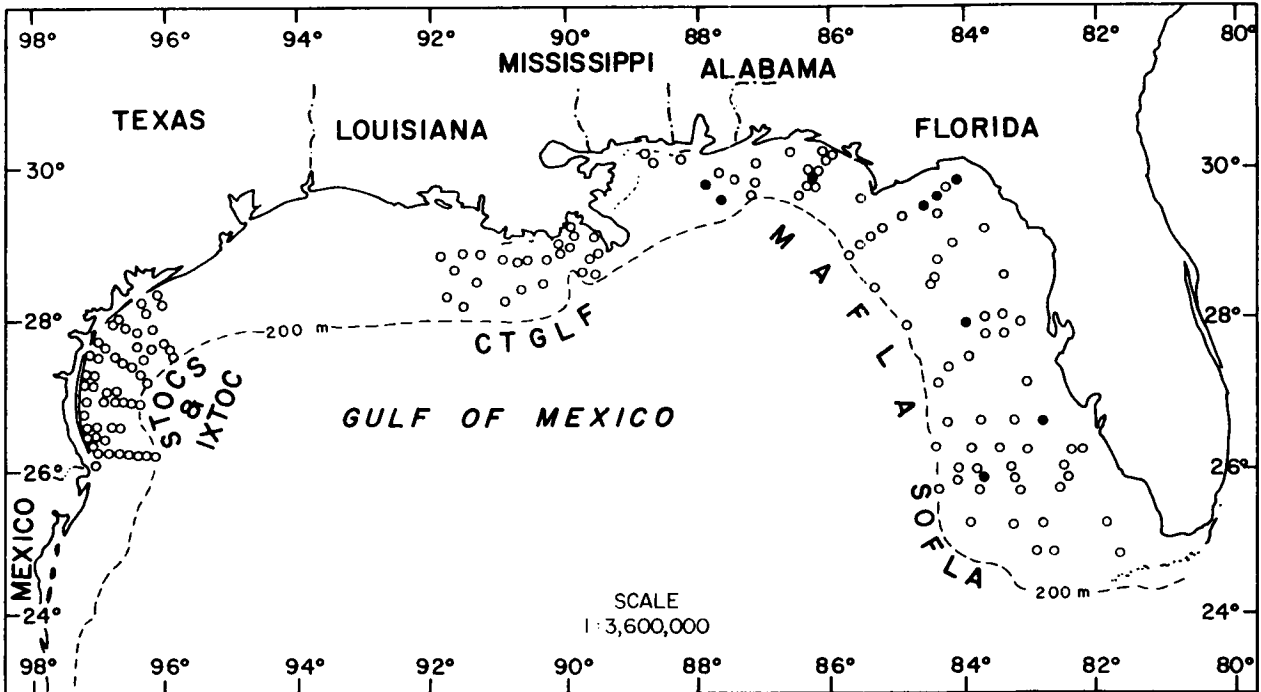 98° 96° 94° 92° 90° 88° 86° 84° 82° 80°
MISSISSIPPI ALABAMA
TEXAS LOUISIANA FLORIDA
30° 30°
28° 28°
200 m
CTGLF
MAFLA
STOCS
&
IXTOC
GULF OF MEXICO
26° 26°
SOFLA
MEXICO
200 m
24° 24°
SCALE
1:3,600,000
98° 96° 94° 92° 90° 88° 86° 84° 82° 80°